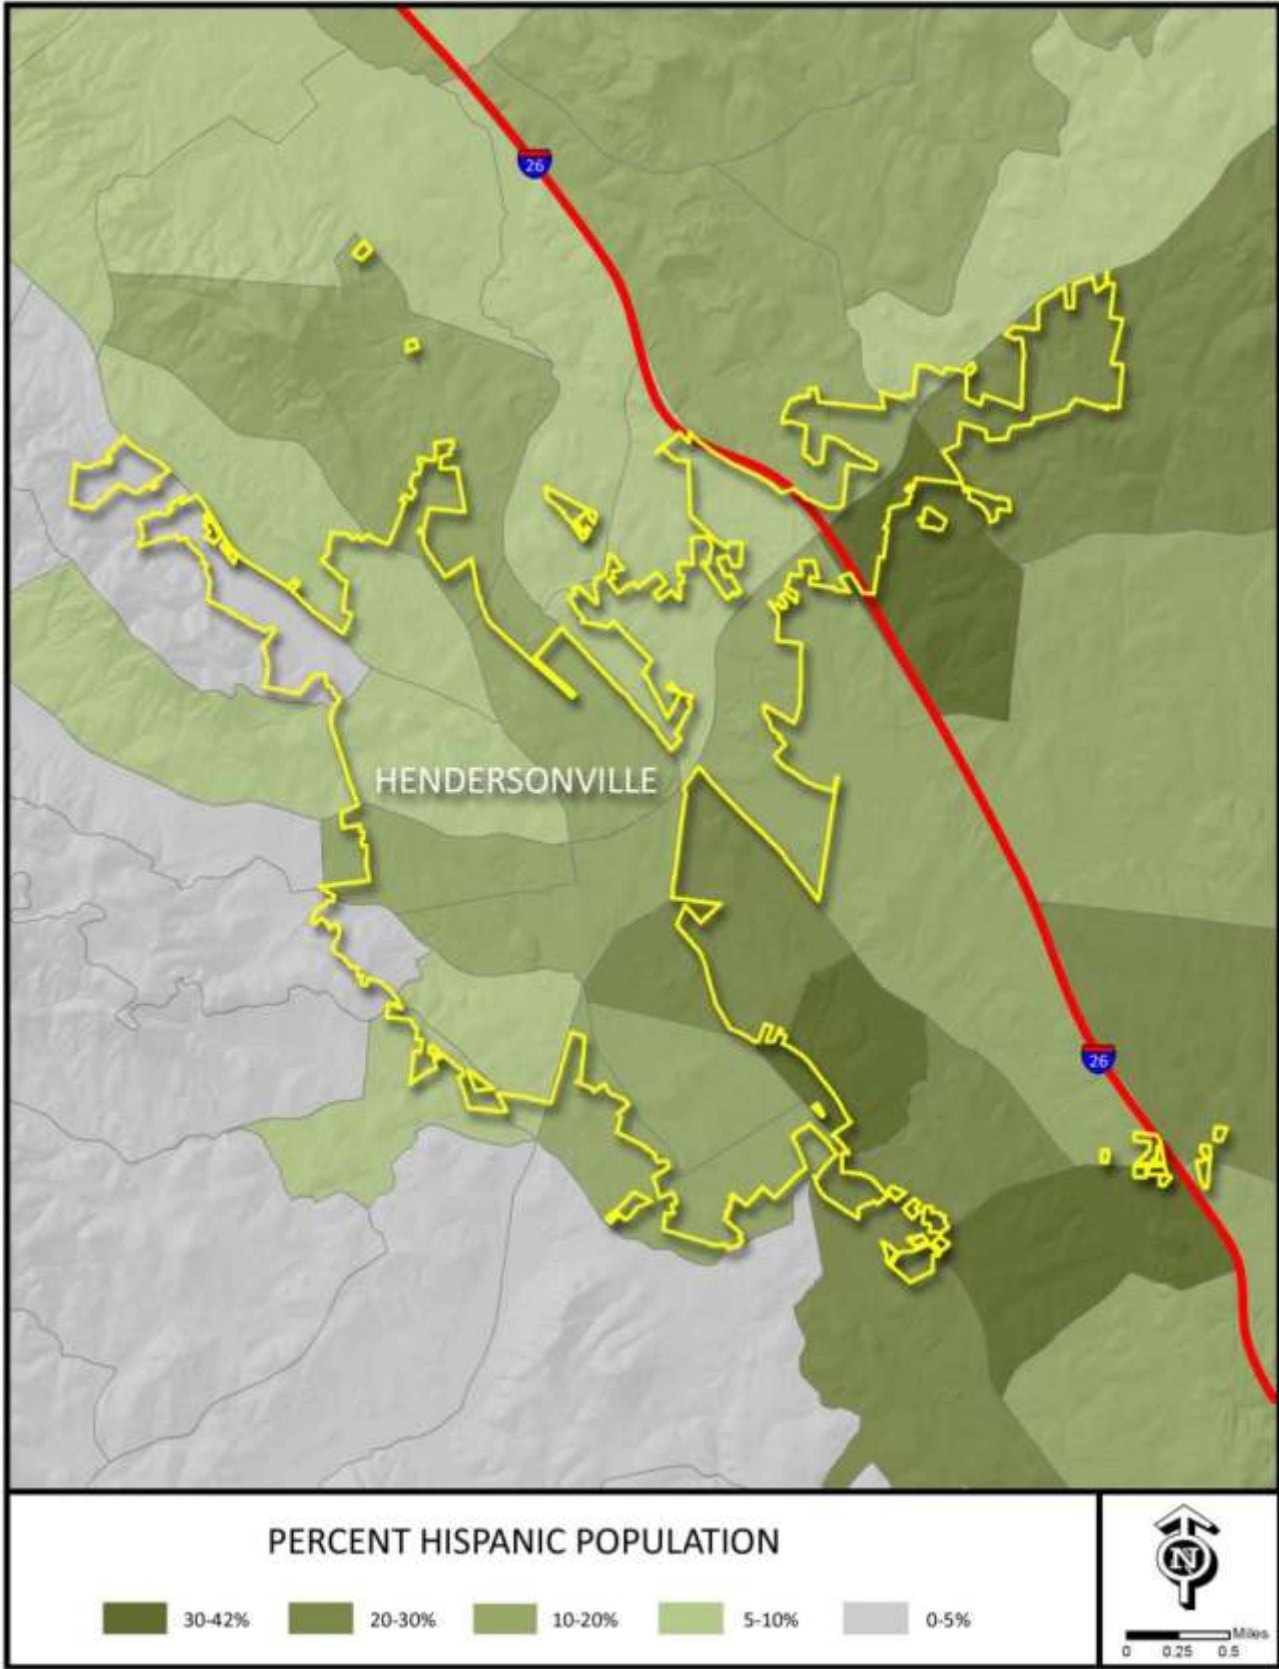 26
HENDERSONVILLE
26
PERCENT HISPANIC POPULATION
30-42%
20-30%
10-20%
5-10%
0-5%
N
Miles
0 0.25 0.5